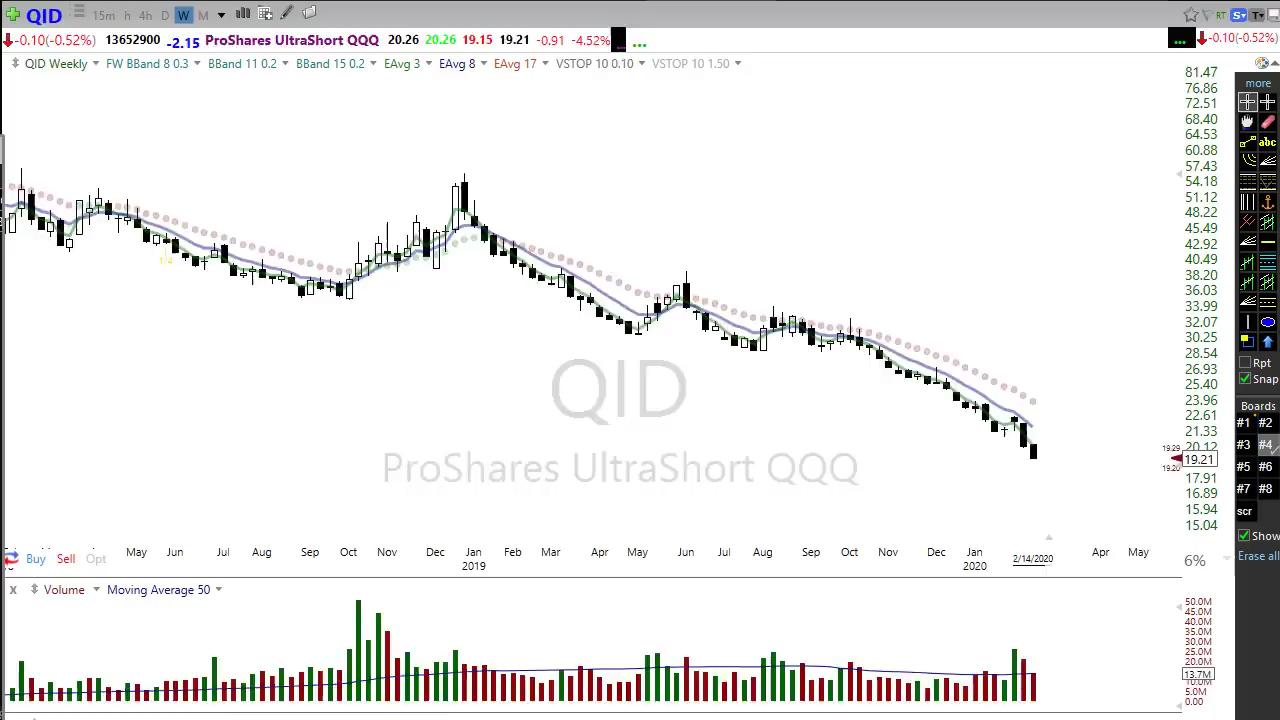 QID 15m h 4h D W M RT S T
-0.10(-0.52%) 13652900 -2.15 ProShares UltraShort QQQ 20.26 20.26 19.15 19.21 -0.91 -4.52% ... ... -0.10(-0.52%)
QID Weekly FW BBand 8 0.3 BBand 11 0.2 BBand 15 0.2 EAvg 3 EAvg 8 EAvg 17 VSTOP 10 0.10 VSTOP 10 1.50
81.47
76.86
72.51
68.40
64.53
60.88
57.43
54.18
51.12
48.22
45.49
42.92
40.49
38.20
36.03
33.99
32.07
30.25
28.54
26.93
25.40
23.96
22.61
21.33
20.12
19.29
19.21
19.20
17.91
16.89
15.94
15.04
1/4
QID
ProShares UltraShort QQQ
more
abc
Rpt
Snap
Boards
#1 #2
#3 #4
#5 #6
#7 #8
scr
Show
Erase all
May Jun Jul Aug Sep Oct Nov Dec Jan Feb Mar Apr May Jun Jul Aug Sep Oct Nov Dec Jan Apr May
2019 2020 2/14/2020
Buy Sell Opt
6%
X Volume Moving Average 50
50.0M
45.0M
40.0M
35.0M
30.0M
25.0M
20.0M
13.7M
10.0M
5.0M
0.00